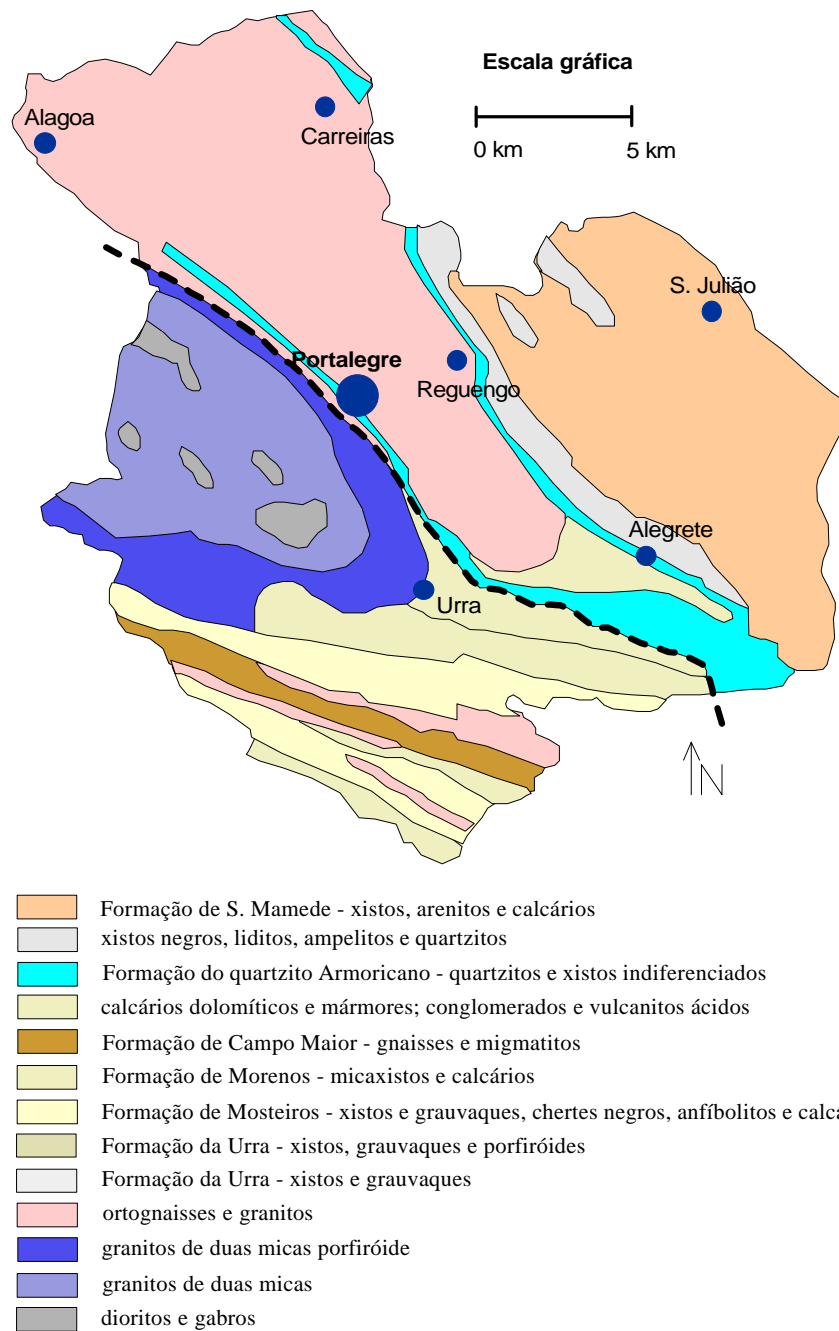 Escala gráfica
Alagoa
Carreiras
0 km
5 km
S. Julião
Portalegre
Reguengo
Alegrete
Urra
N
Formação de S. Mamede - xistos, arenitos e calcários
xistos negros, liditos, ampelitos e quartzitos
Formação do quartzito Armoricano - quartzitos e xistos indiferenciados
calcários dolomíticos e mármores; conglomerados e vulcanitos ácidos
Formação de Campo Maior - gnaisses e migmatitos
Formação de Morenos - micaxistos e calcários
Formação de Mosteiros - xistos e grauvaques, chertes negros, anfíbolitos e calcá
Formação da Urra - xistos, grauvaques e porfiróides
Formação da Urra - xistos e grauvaques
ortognaisses e granitos
granitos de duas micas porfiróide
granitos de duas micas
dioritos e gabros